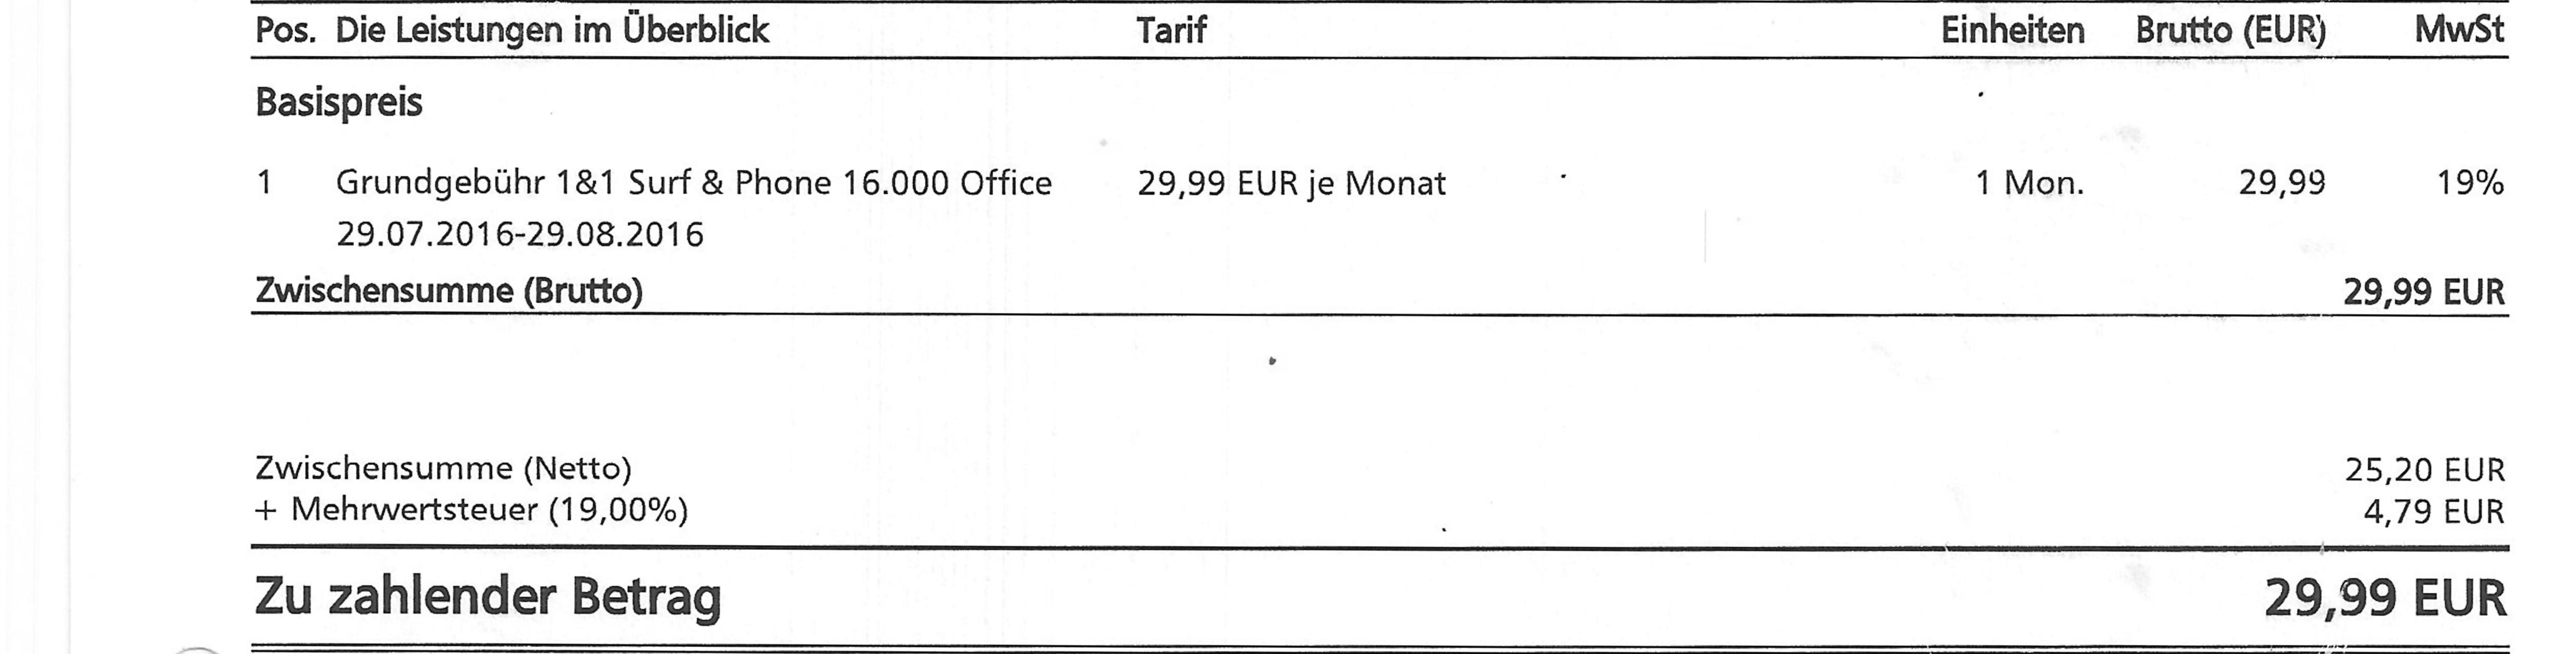 Pos. Die Leistungen im Überblick Tarif Einheiten Brutto (EUR) MwSt
Basispreis
1 Grundgebühr 1&1 Surf & Phone 16.000 Office 29,99 EUR je Monat 1 Mon. 29,99 19%
29.07.2016-29.08.2016
Zwischensumme (Brutto) 29,99 EUR
Zwischensumme (Netto) 25,20 EUR
+ Mehrwertsteuer (19,00%) 4,79 EUR
Zu zahlender Betrag 29,99 EUR